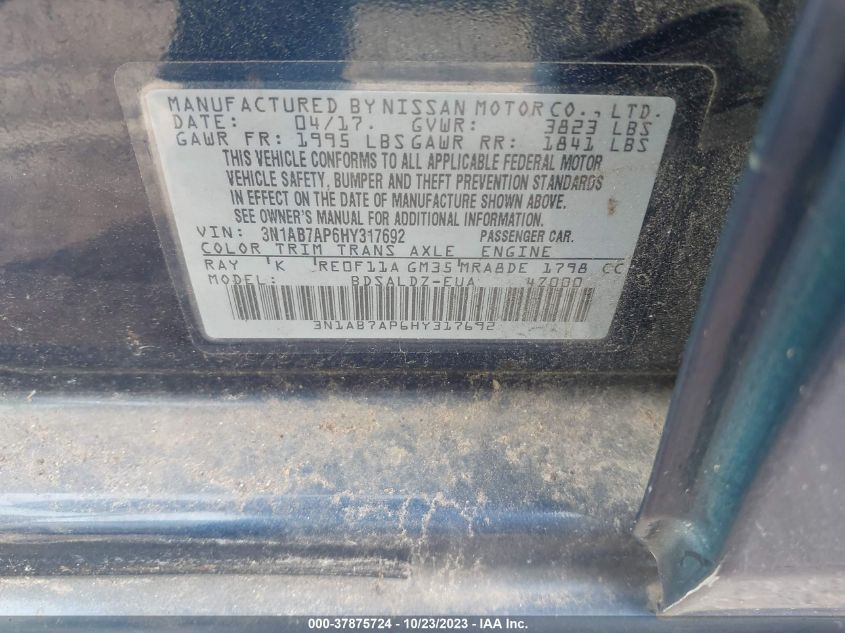 MANUFACTURED BY NISSAN MOTOR CO., LTD.
DATE: 04/17. GVWR: 3823 LBS
GAWR FR: 1995 LBS GAWR RR: 1841 LBS
THIS VEHICLE CONFORMS TO ALL APPLICABLE FEDERAL MOTOR
VEHICLE SAFETY, BUMPER AND THEFT PREVENTION STANDARDS
IN EFFECT ON THE DATE OF MANUFACTURE SHOWN ABOVE.
SEE OWNER'S MANUAL FOR ADDITIONAL INFORMATION.
VIN: 3N1AB7AP6HY317692 PASSENGER CAR.
COLOR TRIM TRANS AXLE ENGINE
RAY K RE0F11A GM35 MRA8DE 1798 CC
MODEL: BDSALDZ-EUA 4Z000
3N1AB7AP6HY317692
000-37875724 - 10/23/2023 - IAA Inc.